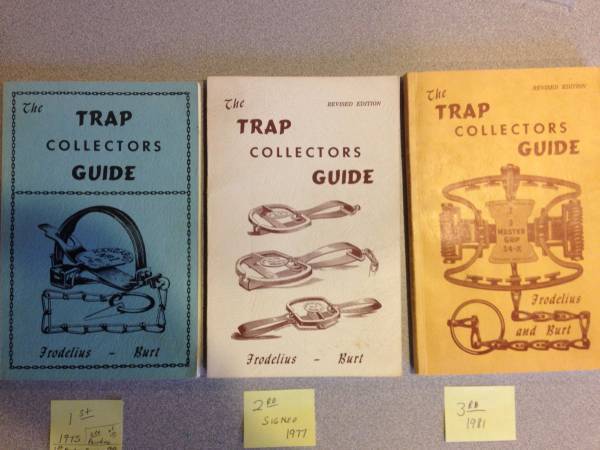 The
TRAP
COLLECTORS
GUIDE
Frodelius - Burt
The
REVISED EDITION
TRAP
COLLECTORS
GUIDE
Frodelius - Burt
The
REVISED EDITION
TRAP
COLLECTORS
GUIDE
MASTER
GRIP
Frodelius
and Burt
1st
1975
2RD
SIGNED
1977
3RD
1981